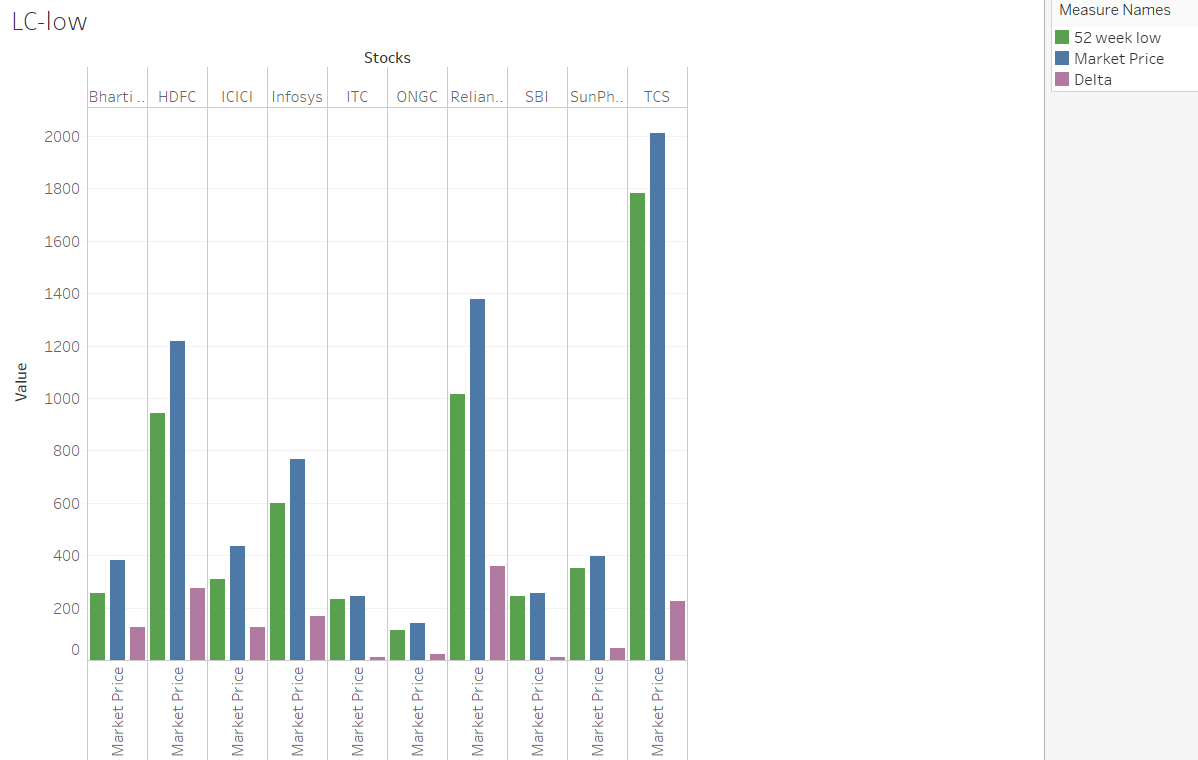 LC-low
Measure Names
52 week low
Market Price
Delta
Stocks
Bharti .. HDFC ICICI Infosys ITC ONGC Relian.. SBI SunPh.. TCS
2000
1800
1600
1400
1200
1000
800
600
400
200
0
Value
Market Price Market Price Market Price Market Price Market Price Market Price Market Price Market Price Market Price Market Price